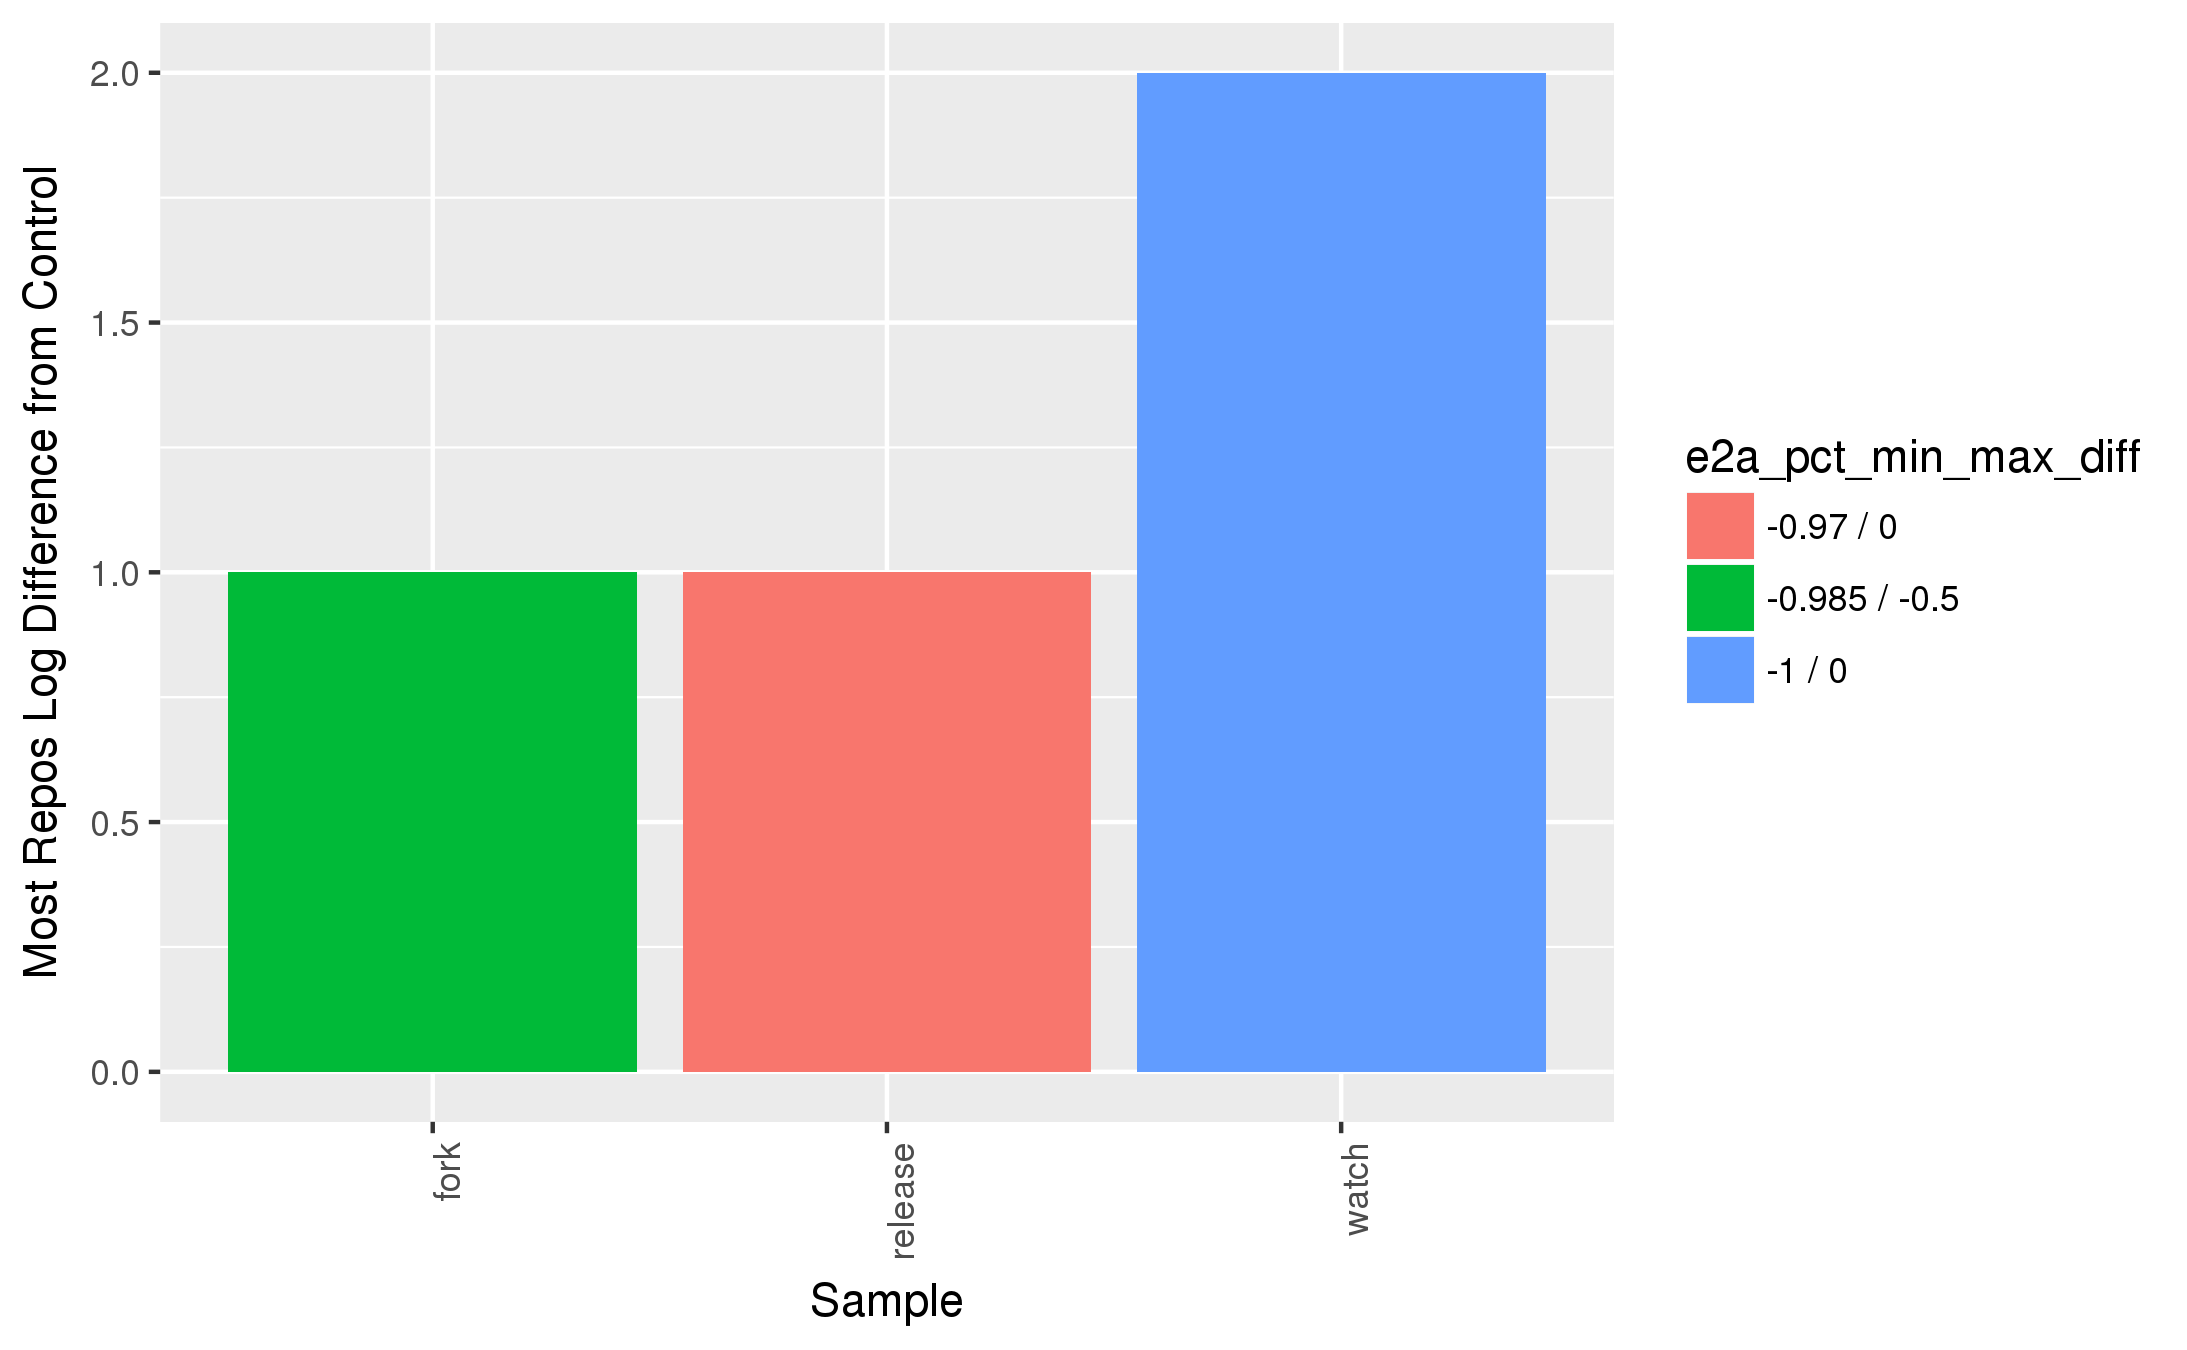 Most Repos Log Difference from Control
2.0
1.5
1.0
0.5
0.0
fork
release
watch
Sample
e2a_pct_min_max_diff
-0.97 / 0
-0.985 / -0.5
-1 / 0